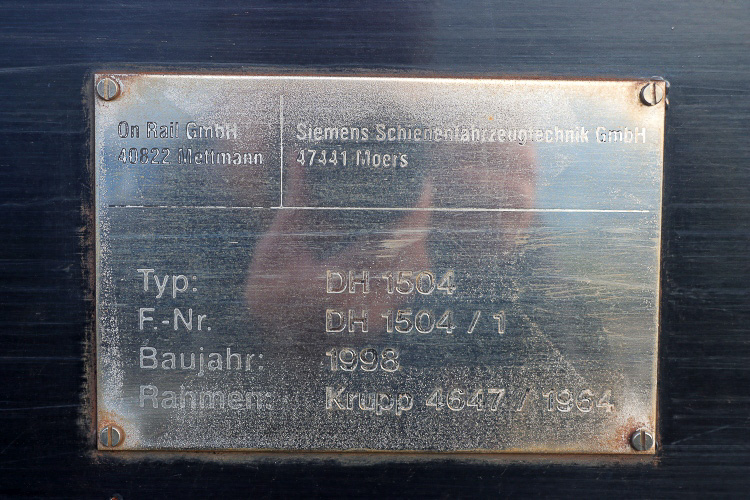 On Rail GmbH
40822 Mettmann
Siemens Schienenfahrzeugtechnik GmbH
47441 Moers
Typ: DH 1504
F.-Nr. DH 1504 / 1
Baujahr: 1998
Rahmen: Krupp 4647 / 1964